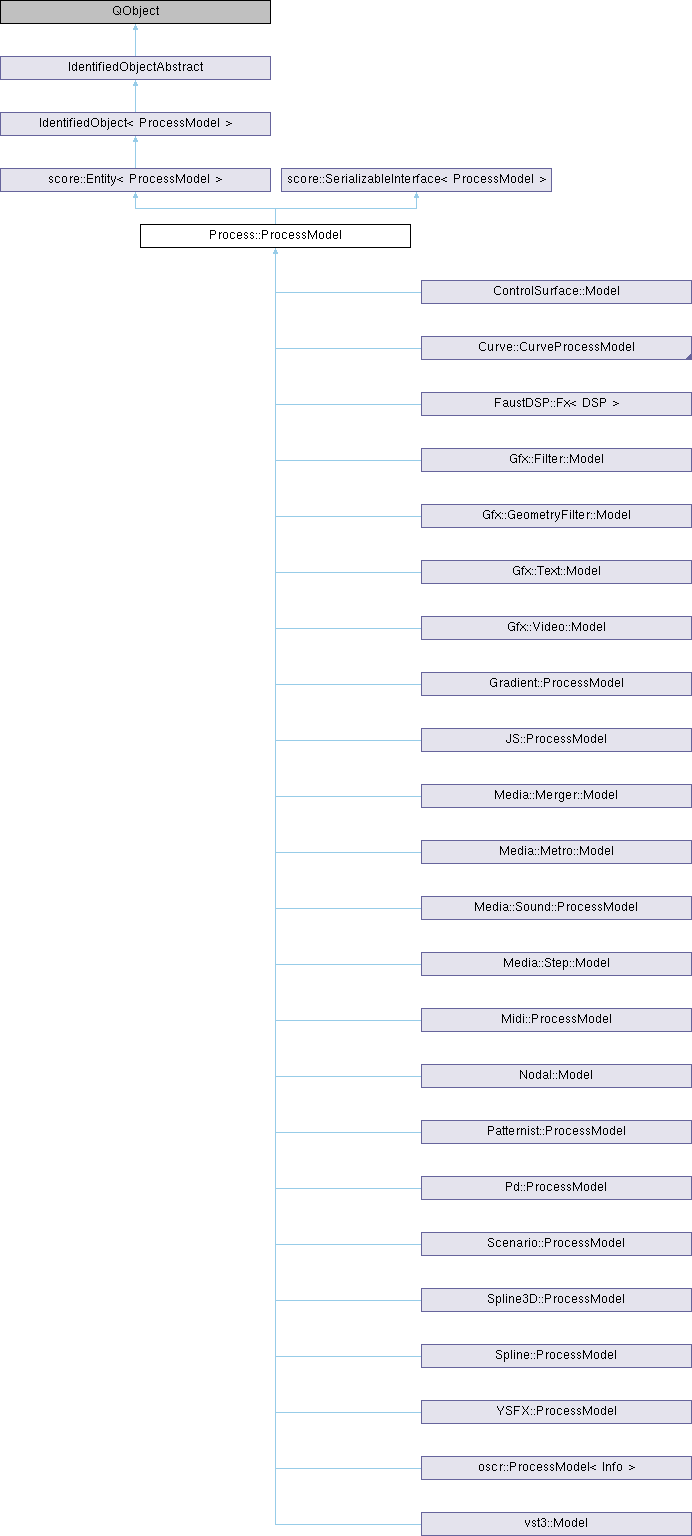 QObject
IdentifiedObjectAbstract
IdentifiedObject< ProcessModel >
score::Entity< ProcessModel >
score::SerializableInterface< ProcessModel >
Process::ProcessModel
ControlSurface::Model
Curve::CurveProcessModel
FaustDSP::Fx< DSP >
Gfx::Filter::Model
Gfx::GeometryFilter::Model
Gfx::Text::Model
Gfx::Video::Model
Gradient::ProcessModel
JS::ProcessModel
Media::Merger::Model
Media::Metro::Model
Media::Sound::ProcessModel
Media::Step::Model
Midi::ProcessModel
Nodal::Model
Patternist::ProcessModel
Pd::ProcessModel
Scenario::ProcessModel
Spline3D::ProcessModel
Spline::ProcessModel
YSFX::ProcessModel
oscr::ProcessModel< Info >
vst3::Model